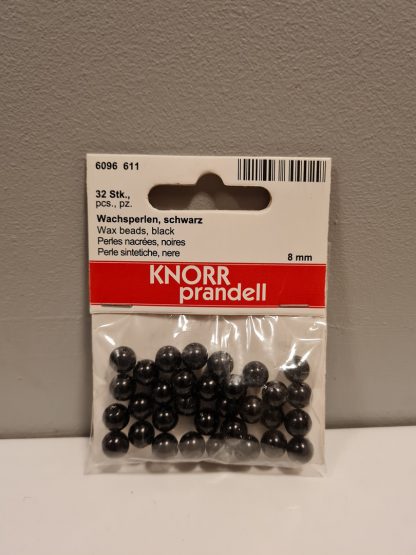 6096 611
32 Stk.,
pcs., pz.
Wachsperlen, schwarz
Wax beads, black
Perles nacrées, noires
Perle sintetiche, nere
8 mm
KNORR
prandell